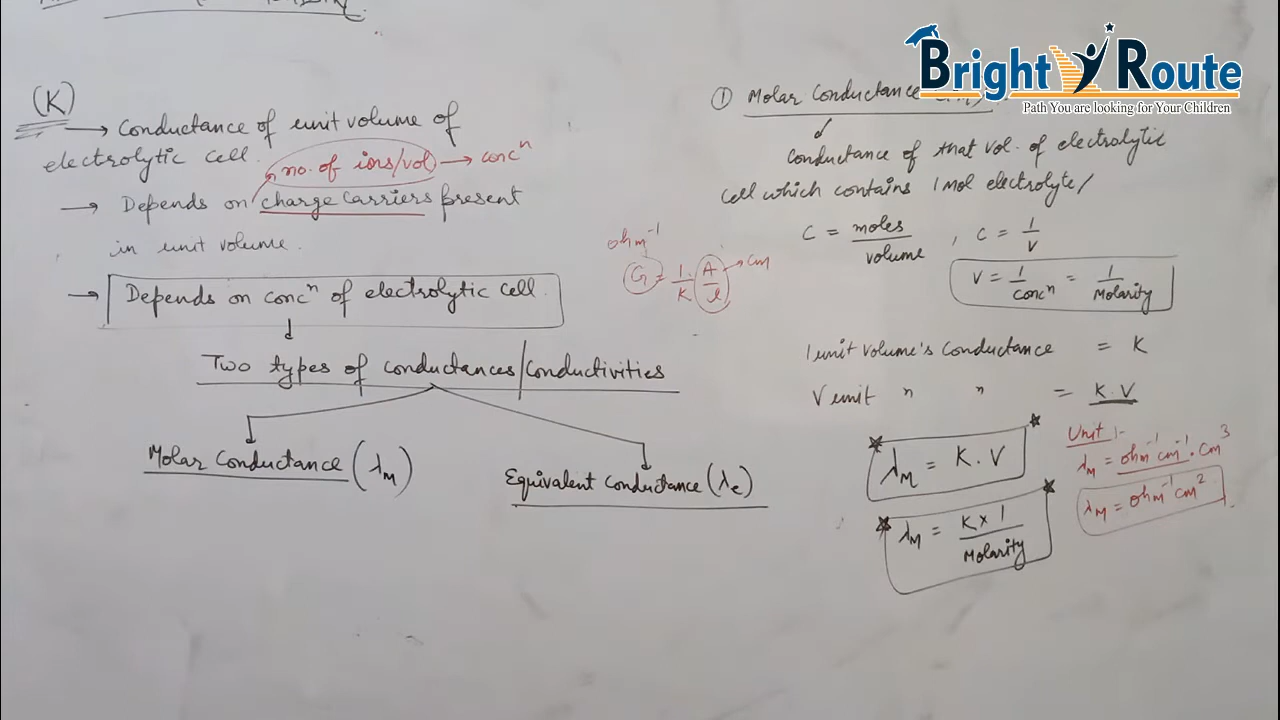 Bright Route
Path You are looking for Your Children
(K)
→ Conductance of unit volume of
electrolytic cell.
no. of ions/vol → concⁿ
→ Depends on charge carriers present
in unit volume.
→ Depends on concⁿ of electrolytic cell.
Two types of conductances/conductivities
Molar Conductance (λM)
Equivalent Conductance (λe)
ohm⁻¹
G = 1/K · A/l → cm
① Molar Conductance
Conductance of that vol. of electrolytic
cell which contains 1 mol electrolyte/
C = moles/volume , C = 1/V
V = 1/concⁿ = 1/Molarity
1 unit volume's conductance = K
V unit " " = K.V
λM = K.V
λM = K × 1/Molarity
Unit :-
λM = ohm⁻¹ cm⁻¹. cm³
λM = ohm⁻¹ cm²